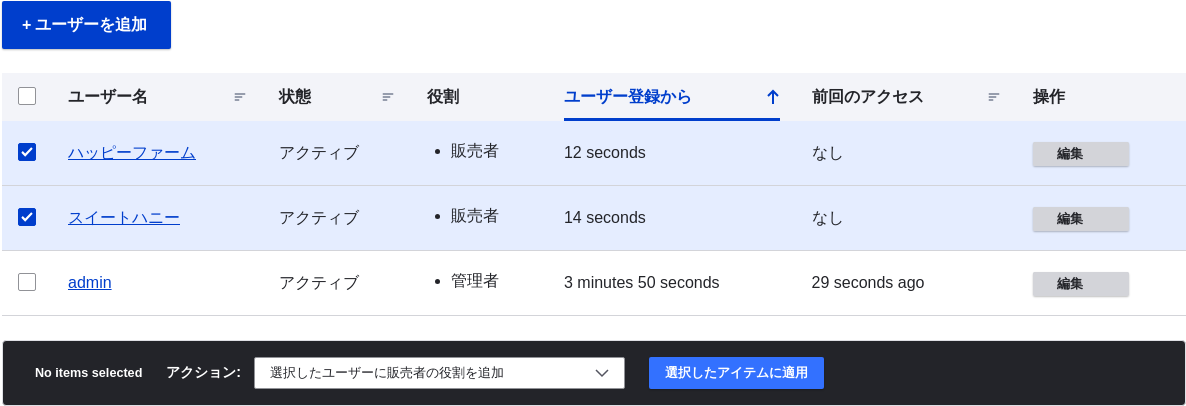 + ユーザーを追加
ユーザー名 状態 役割 ユーザー登録から 前回のアクセス 操作
ハッピーファーム アクティブ • 販売者 12 seconds なし 編集
スイートハニー アクティブ • 販売者 14 seconds なし 編集
admin アクティブ • 管理者 3 minutes 50 seconds 29 seconds ago 編集
No items selected アクション: 選択したユーザーに販売者の役割を追加 選択したアイテムに適用